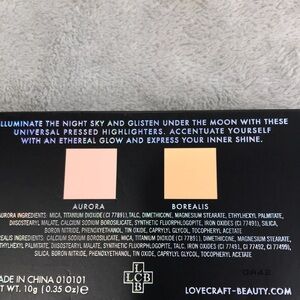 ILLUMINATE THE NIGHT SKY AND GLISTEN UNDER THE MOON WITH THESE
UNIVERSAL PRESSED HIGHLIGHTERS. ACCENTUATE YOURSELF
WITH AN ETHEREAL GLOW AND EXPRESS YOUR INNER SHINE.
AURORA
BOREALIS
AURORA INGREDIENTS: MICA, TITANIUM DIOXIDE (CI 77891), TALC, DIMETHICONE, MAGNESIUM STEARATE, ETHYLHEXYL PALMITATE,
DIISOSTEARYL MALATE, CALCIUM SODIUM BOROSILICATE, SYNTHETIC FLUORPHLOGOPITE, IRON OXIDES (CI 77491), SILICA,
BORON NITRIDE, PHENOXYETHANOL, TIN OXIDE, CAPRYLYL GLYCOL, TOCOPHERYL ACETATE
INGREDIENTS: MICA, TITANIUM DIOXIDE (CI 77891), CALCIUM SODIUM BOROSILICATE, DIMETHICONE, MAGNESIUM STEARATE,
PALMITATE, DIISOSTEARYL MALATE, SYNTHETIC FLUORPHLOGOPITE, TALC, IRON OXIDES (CI 77491, CI 77492, CI 77499),
SILICA, BORON NITRIDE, PHENOXYETHANOL, TIN OXIDE, CAPRYLYL GLYCOL, TOCOPHERYL ACETATE
MADE IN CHINA 010101
NET WT. 10g (0.35 Oz) e
L
C B
B
LOVECRAFT-BEAUTY.COM